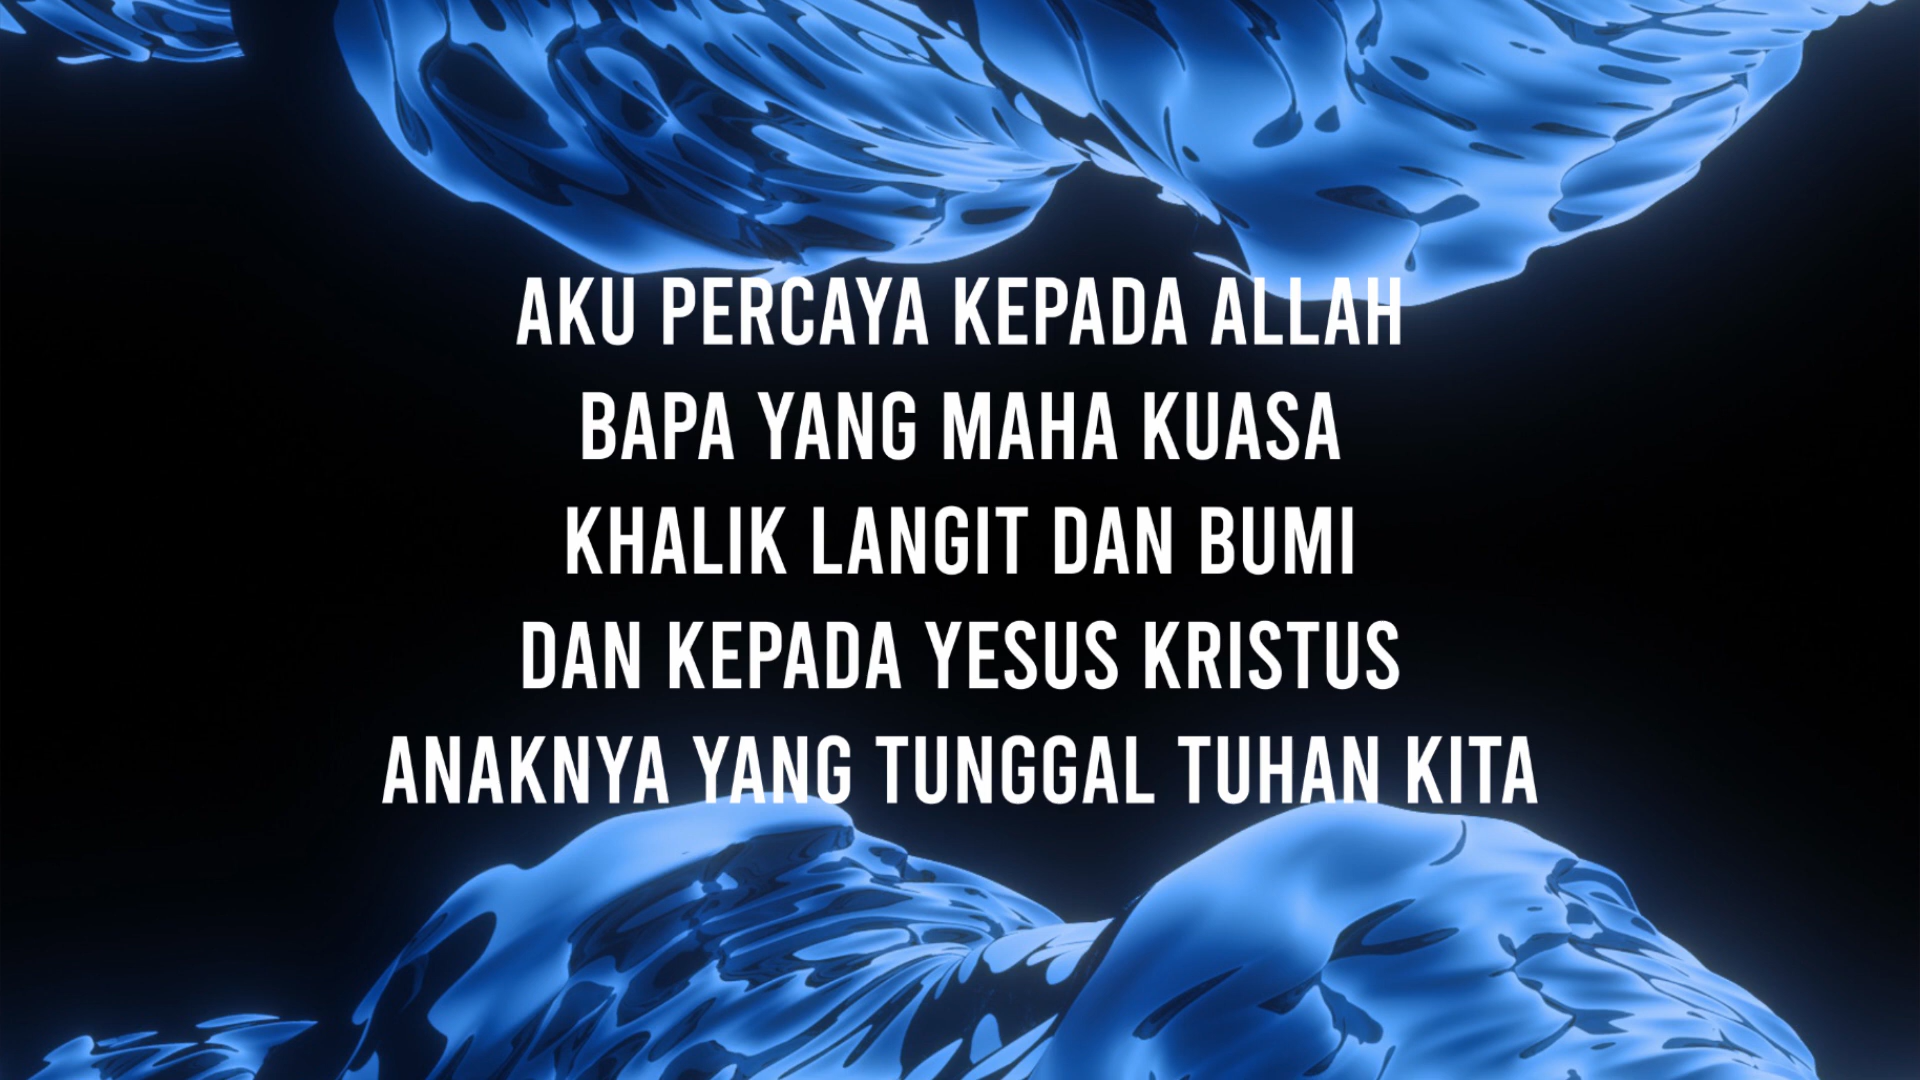 AKU PERCAYA KEPADA ALLAH
BAPA YANG MAHA KUASA
KHALIK LANGIT DAN BUMI
DAN KEPADA YESUS KRISTUS
ANAKNYA YANG TUNGGAL TUHAN KITA